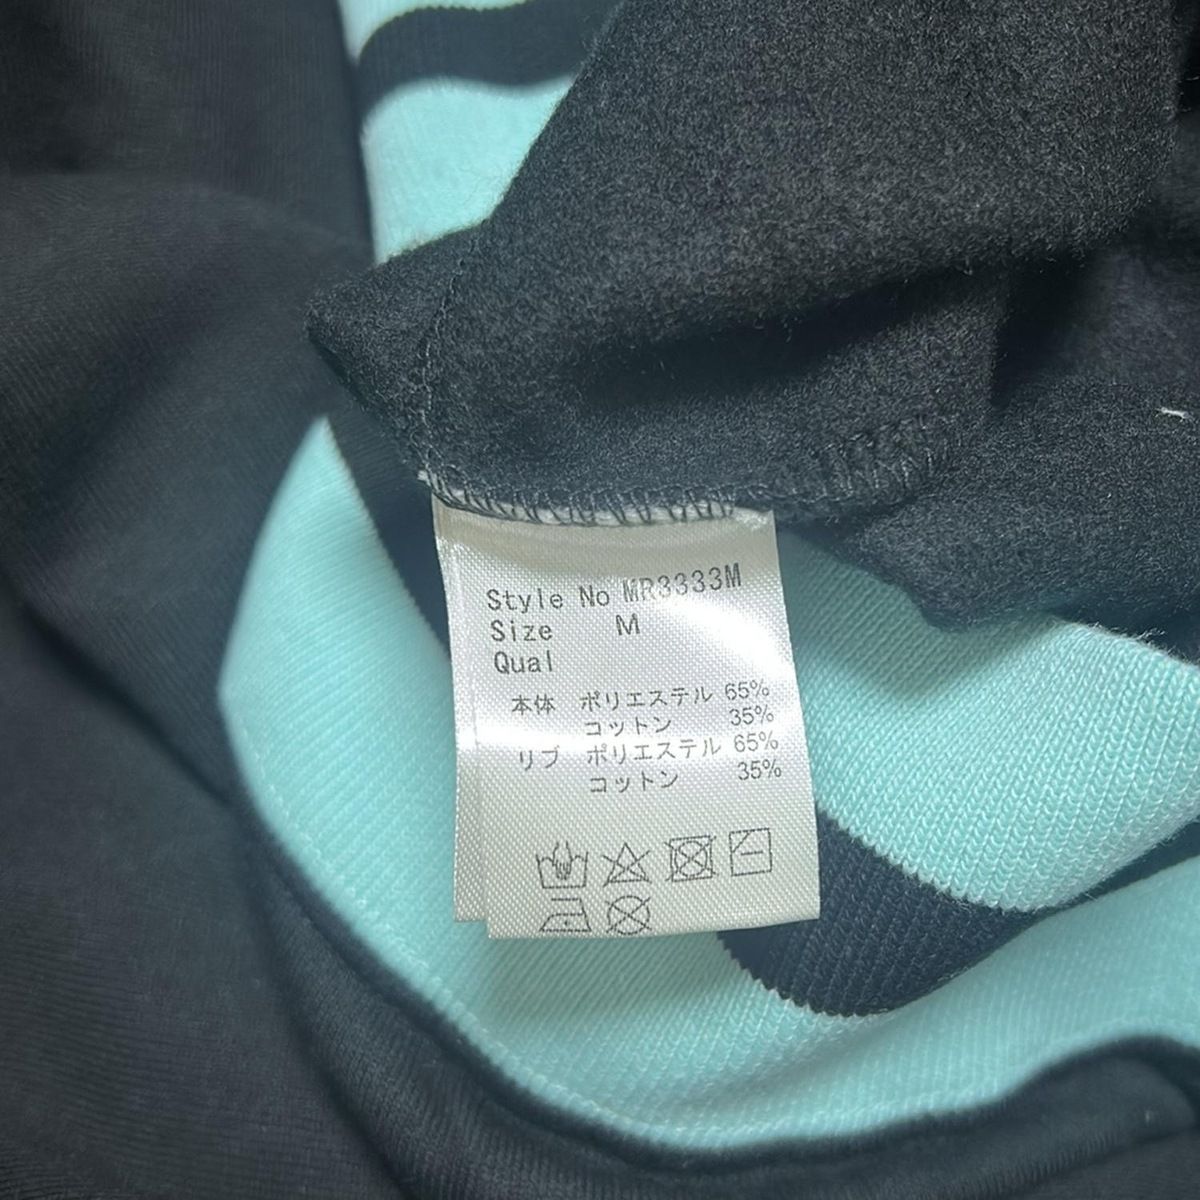 Style No MR3333M
Size M
Qual
本体 ポリエステル 65%
コットン 35%
リブ ポリエステル 65%
コットン 35%